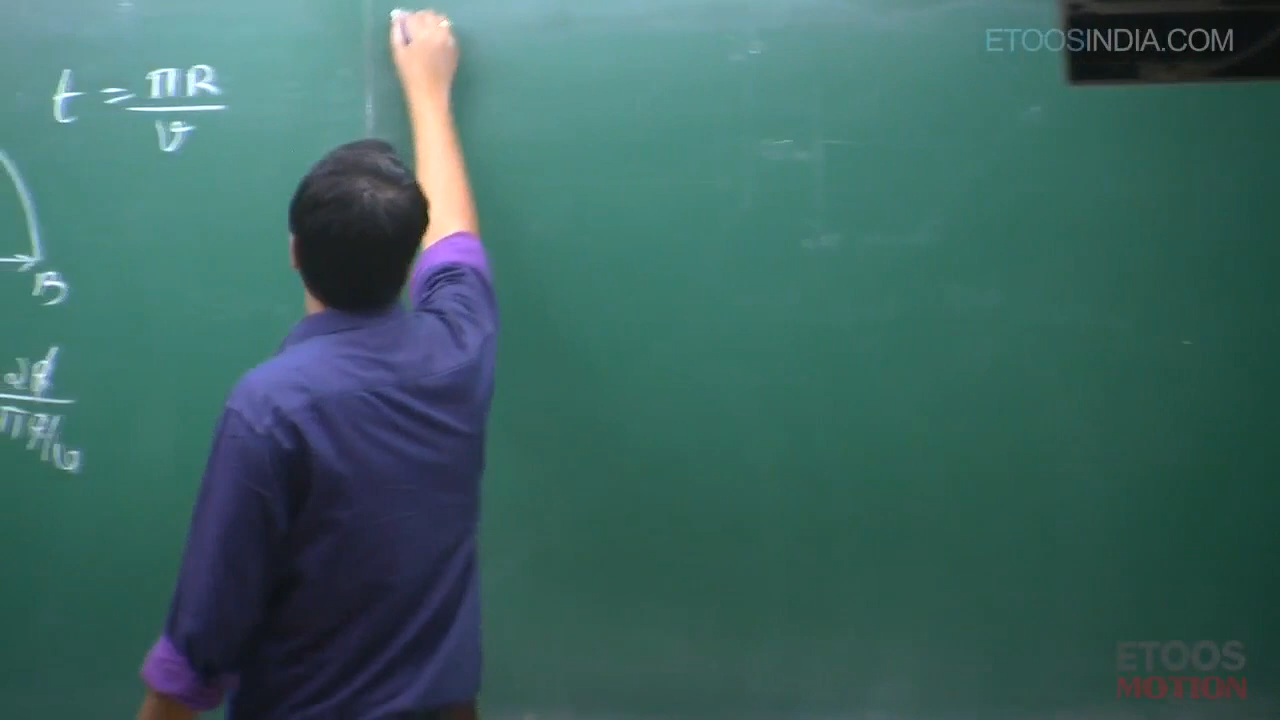 ETOOSINDIA.COM
t = πR / v
B
ETOOS
MOTION